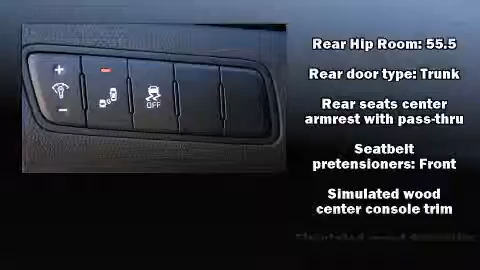 OFF
Rear Hip Room: 55.5
Rear door type: Trunk
Rear seats center
armrest with pass-thru
Seatbelt
pretensioners: Front
Simulated wood
center console trim